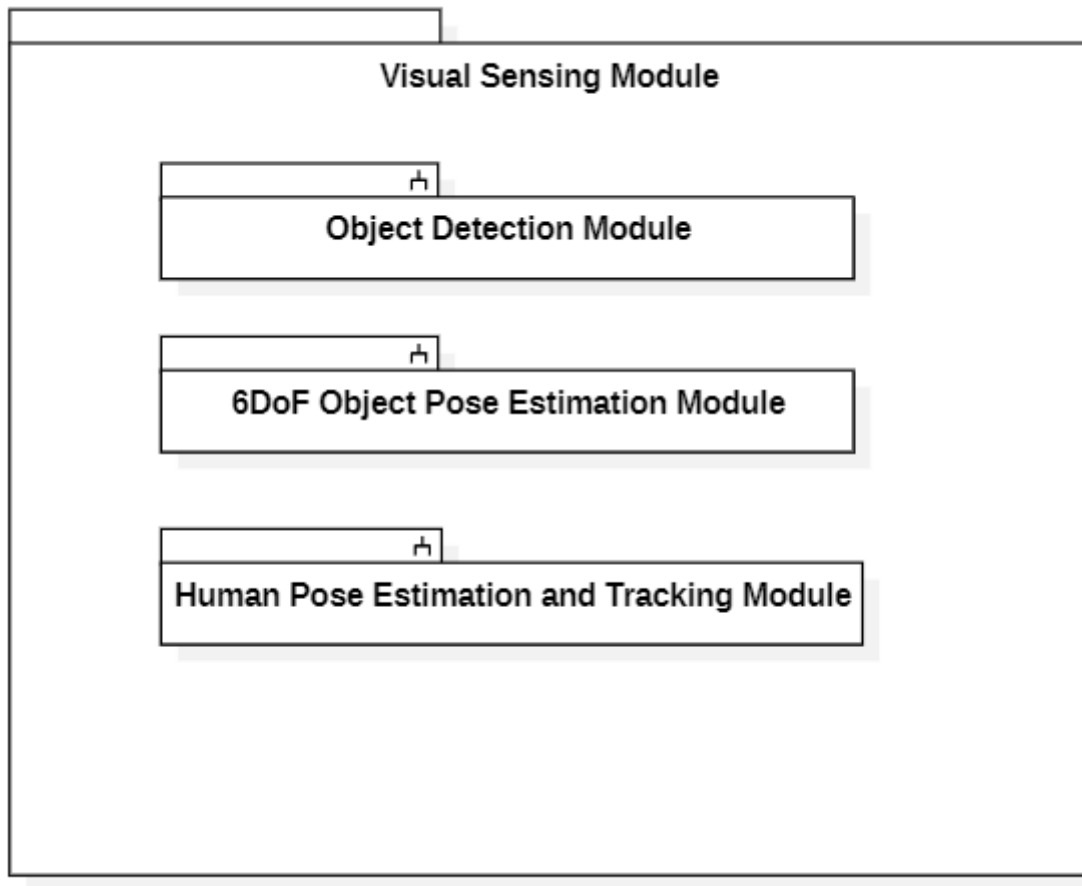 Visual Sensing Module
Object Detection Module
6DoF Object Pose Estimation Module
Human Pose Estimation and Tracking Module